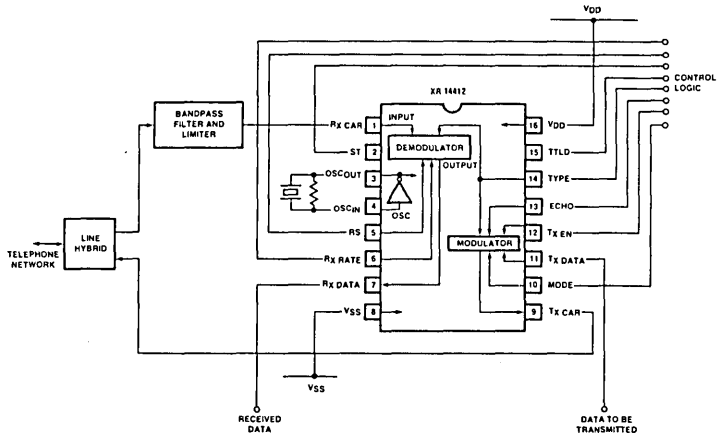 VDD
CONTROL
LOGIC
XR 14412
BANDPASS
FILTER AND
LIMITER
RX CAR 1 INPUT 16 VDD
DEMODULATOR
ST 2 15 TTLD
OUTPUT
OSCOUT 3 14 TYPE
OSCIN 4 OSC 13 ECHO
RS 5 12 TX EN
MODULATOR
RX RATE 6 11 TX DATA
RX DATA 7 10 MODE
VSS 8 9 TX CAR
LINE
HYBRID
TELEPHONE
NETWORK
VSS
RECEIVED
DATA
DATA TO BE
TRANSMITTED